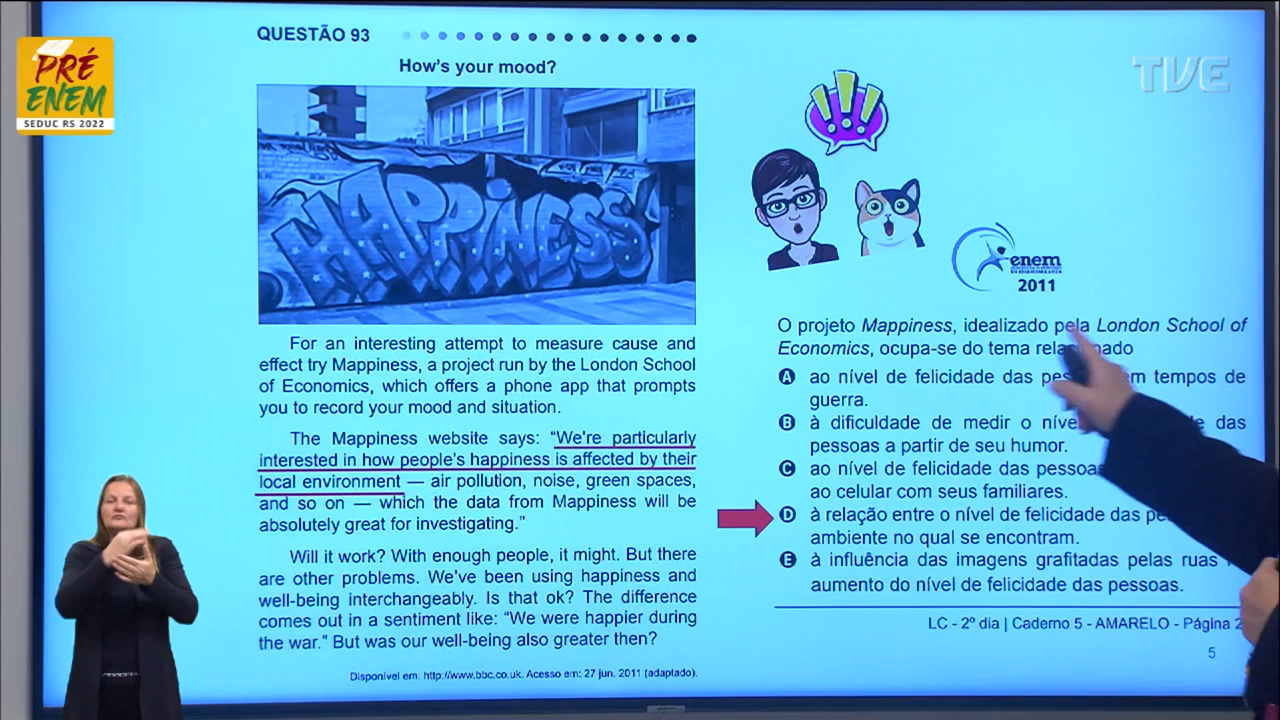 PRÉ
ENEM
SEDUC RS 2022
QUESTÃO 93
How's your mood?
HAPPINESS
For an interesting attempt to measure cause and
effect try Mappiness, a project run by the London School
of Economics, which offers a phone app that prompts
you to record your mood and situation.
The Mappiness website says: “We're particularly
interested in how people's happiness is affected by their
local environment — air pollution, noise, green spaces,
and so on — which the data from Mappiness will be
absolutely great for investigating.”
Will it work? With enough people, it might. But there
are other problems. We've been using happiness and
well-being interchangeably. Is that ok? The difference
comes out in a sentiment like: “We were happier during
the war.” But was our well-being also greater then?
Disponível em: http://www.bbc.co.uk. Acesso em: 27 jun. 2011 (adaptado).
TVE
!!!
enem
2011
O projeto Mappiness, idealizado pela London School of
Economics, ocupa-se do tema
A ao nível de felicidade das em tempos de
guerra.
B à dificuldade de medir o das
pessoas a partir de seu humor.
C ao nível de felicidade das pessoas
ao celular com seus familiares.
D à relação entre o nível de felicidade das
ambiente no qual se encontram.
E à influência das imagens grafitadas pelas ruas
aumento do nível de felicidade das pessoas.
LC - 2º dia | Caderno 5 - AMARELO - Página
5